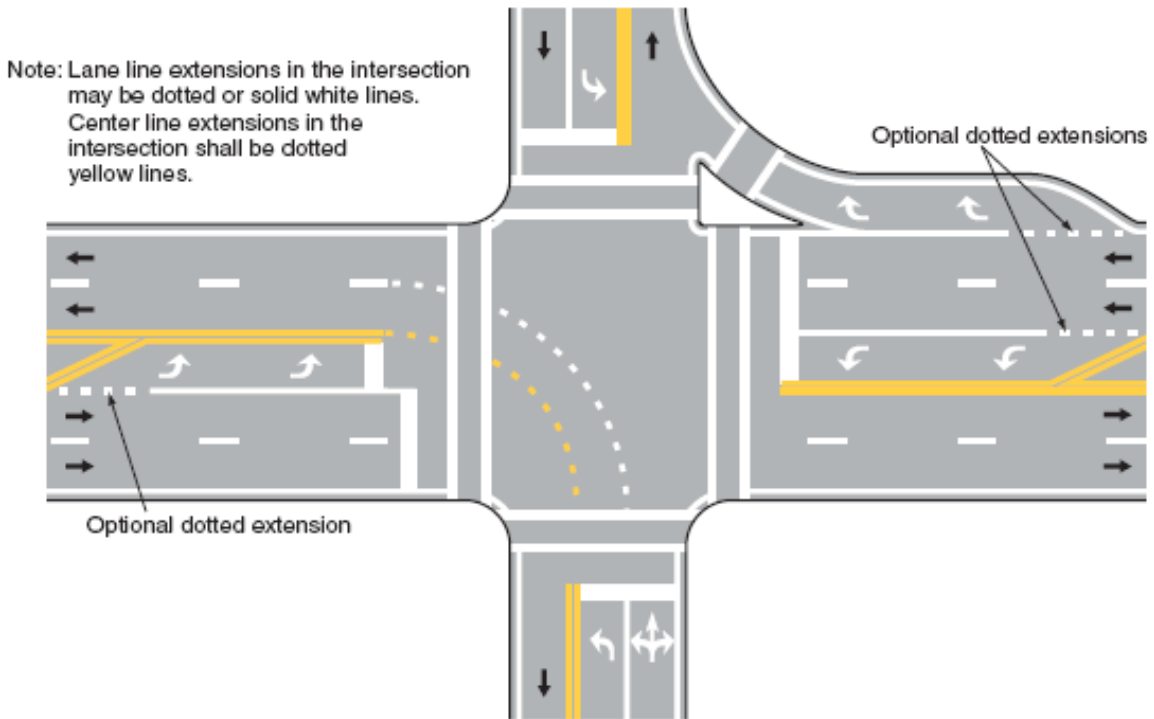 Note: Lane line extensions in the intersection
may be dotted or solid white lines.
Center line extensions in the
intersection shall be dotted
yellow lines.
Optional dotted extensions
Optional dotted extension